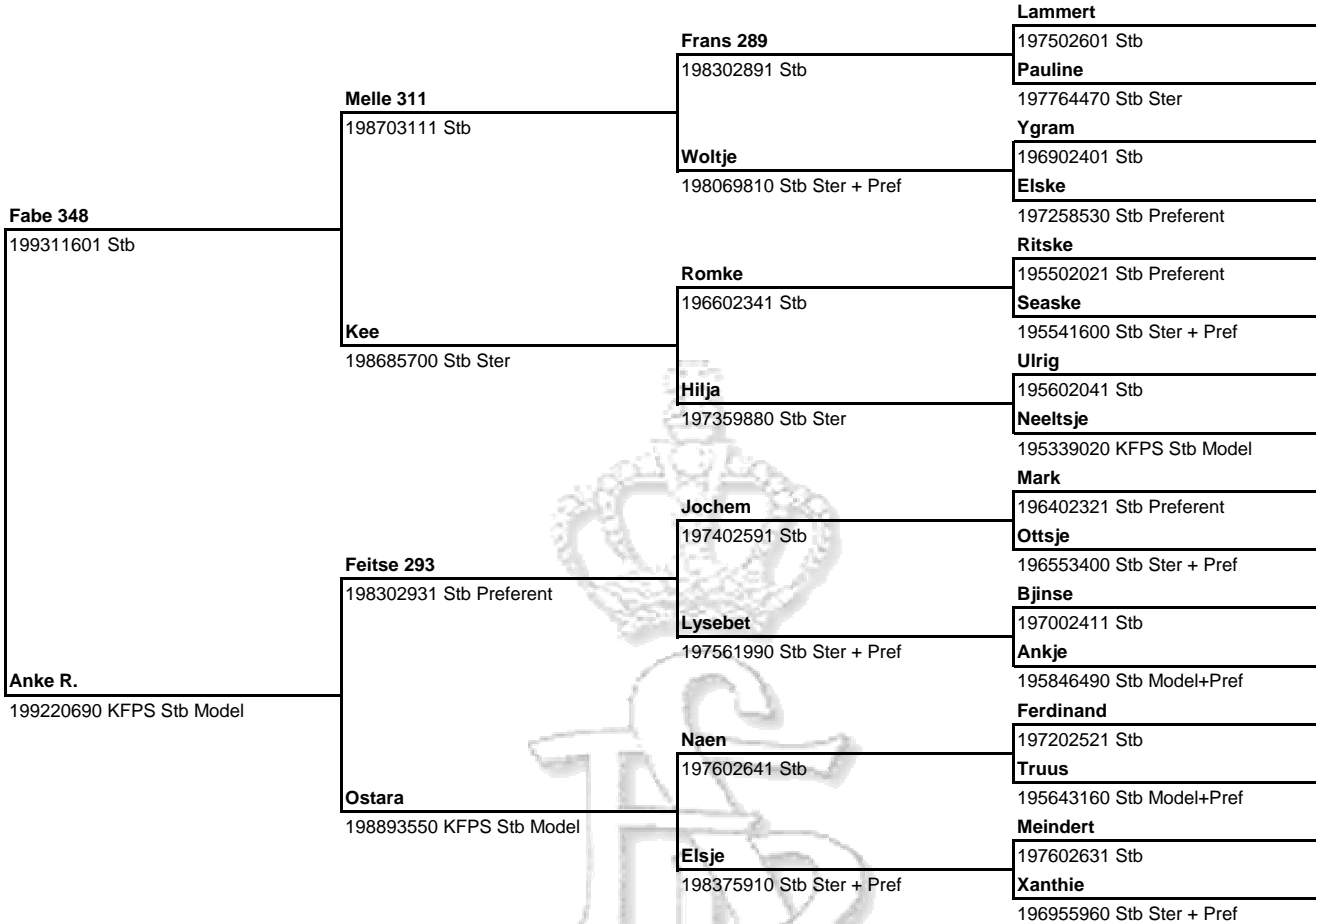 Lammert
Frans 289
197502601 Stb
198302891 Stb
Pauline
Melle 311
197764470 Stb Ster
198703111 Stb
Ygram
Woltje
196902401 Stb
198069810 Stb Ster + Pref
Elske
Fabe 348
197258530 Stb Preferent
199311601 Stb
Ritske
Romke
195502021 Stb Preferent
196602341 Stb
Seaske
Kee
195541600 Stb Ster + Pref
198685700 Stb Ster
Ulrig
Hilja
195602041 Stb
197359880 Stb Ster
Neeltsje
195339020 KFPS Stb Model
Mark
Jochem
196402321 Stb Preferent
197402591 Stb
Ottsje
Feitse 293
196553400 Stb Ster + Pref
198302931 Stb Preferent
Bjinse
Lysebet
197002411 Stb
197561990 Stb Ster + Pref
Ankje
Anke R.
195846490 Stb Model+Pref
199220690 KFPS Stb Model
Ferdinand
Naen
197202521 Stb
197602641 Stb
Truus
Ostara
195643160 Stb Model+Pref
198893550 KFPS Stb Model
Meindert
Elsje
197602631 Stb
198375910 Stb Ster + Pref
Xanthie
196955960 Stb Ster + Pref